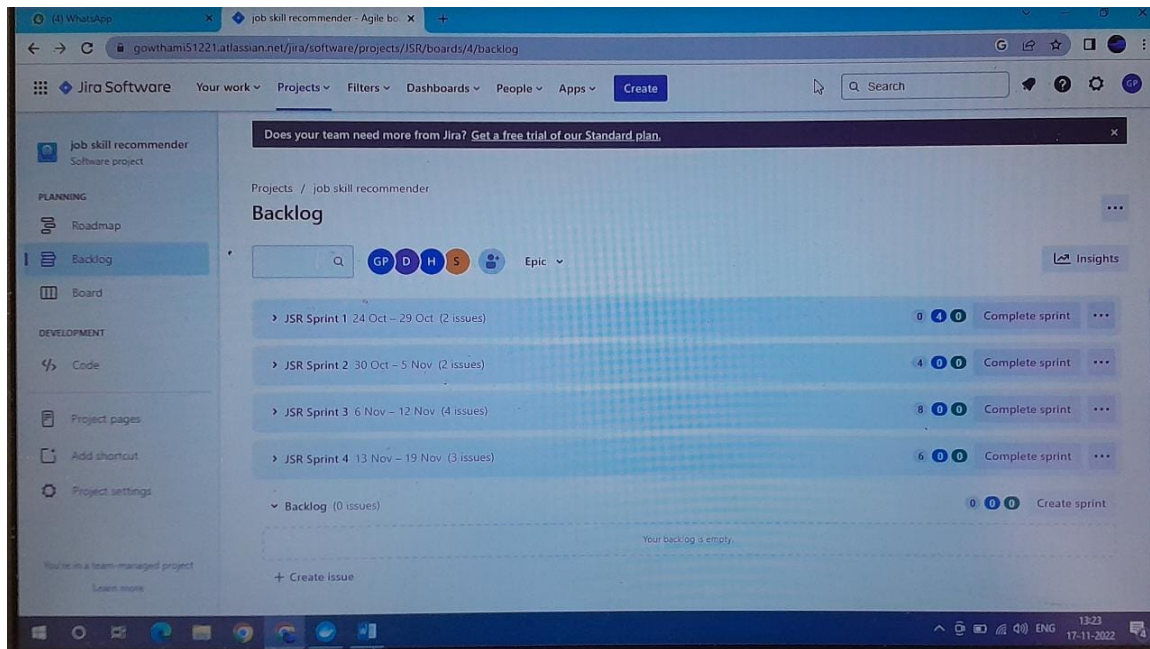 (4) WhatsApp
job skill recommender - Agile bo
gowthami51221.atlassian.net/jira/software/projects/JSR/boards/4/backlog
Jira Software Your work Projects Filters Dashboards People Apps Create Search GP
Does your team need more from Jira? Get a free trial of our Standard plan.
job skill recommender
Software project
PLANNING
Roadmap
Backlog
Board
DEVELOPMENT
Code
Project pages
Add shortcut
Project settings
You're in a team-managed project
Learn more
Projects / job skill recommender
Backlog
GP D H S Epic Insights
JSR Sprint 1 24 Oct – 29 Oct (2 issues) 0 4 0 Complete sprint
JSR Sprint 2 30 Oct – 5 Nov (2 issues) 4 0 0 Complete sprint
JSR Sprint 3 6 Nov – 12 Nov (4 issues) 8 0 0 Complete sprint
JSR Sprint 4 13 Nov – 19 Nov (3 issues) 6 0 0 Complete sprint
Backlog (0 issues) 0 0 0 Create sprint
Your backlog is empty.
+ Create issue
ENG
13:23
17-11-2022
4